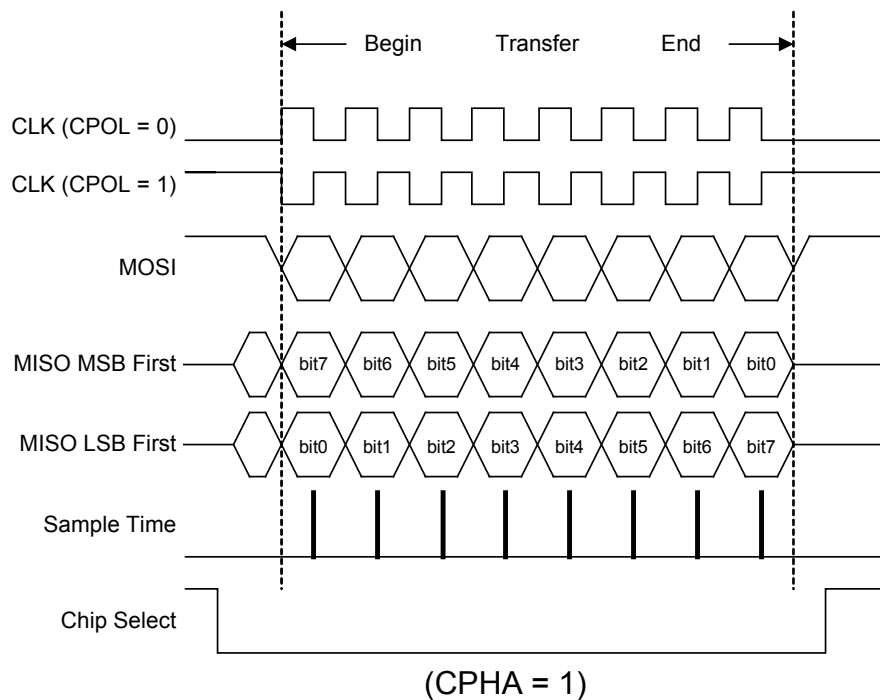 Begin Transfer End
CLK (CPOL = 0)
CLK (CPOL = 1)
MOSI
MISO MSB First bit7 bit6 bit5 bit4 bit3 bit2 bit1 bit0
MISO LSB First bit0 bit1 bit2 bit3 bit4 bit5 bit6 bit7
Sample Time
Chip Select
(CPHA = 1)